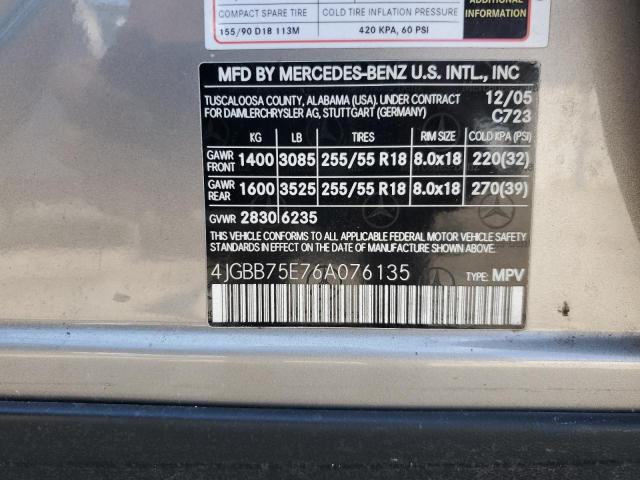 ADDITIONAL
INFORMATION
COMPACT SPARE TIRE COLD TIRE INFLATION PRESSURE
155/90 D18 113M 420 KPA, 60 PSI
MFD BY MERCEDES-BENZ U.S. INTL., INC
TUSCALOOSA COUNTY, ALABAMA (USA). UNDER CONTRACT 12/05
FOR DAIMLERCHRYSLER AG, STUTTGART (GERMANY) C723
KG LB TIRES RIM SIZE COLD KPA (PSI)
GAWR FRONT 1400 3085 255/55 R18 8.0x18 220(32)
GAWR REAR 1600 3525 255/55 R18 8.0x18 270(39)
GVWR 2830 6235
THIS VEHICLE CONFORMS TO ALL APPLICABLE FEDERAL MOTOR VEHICLE SAFETY
STANDARDS IN EFFECT ON THE DATE OF MANUFACTURE SHOWN ABOVE
4JGBB75E76A076135 TYPE: MPV